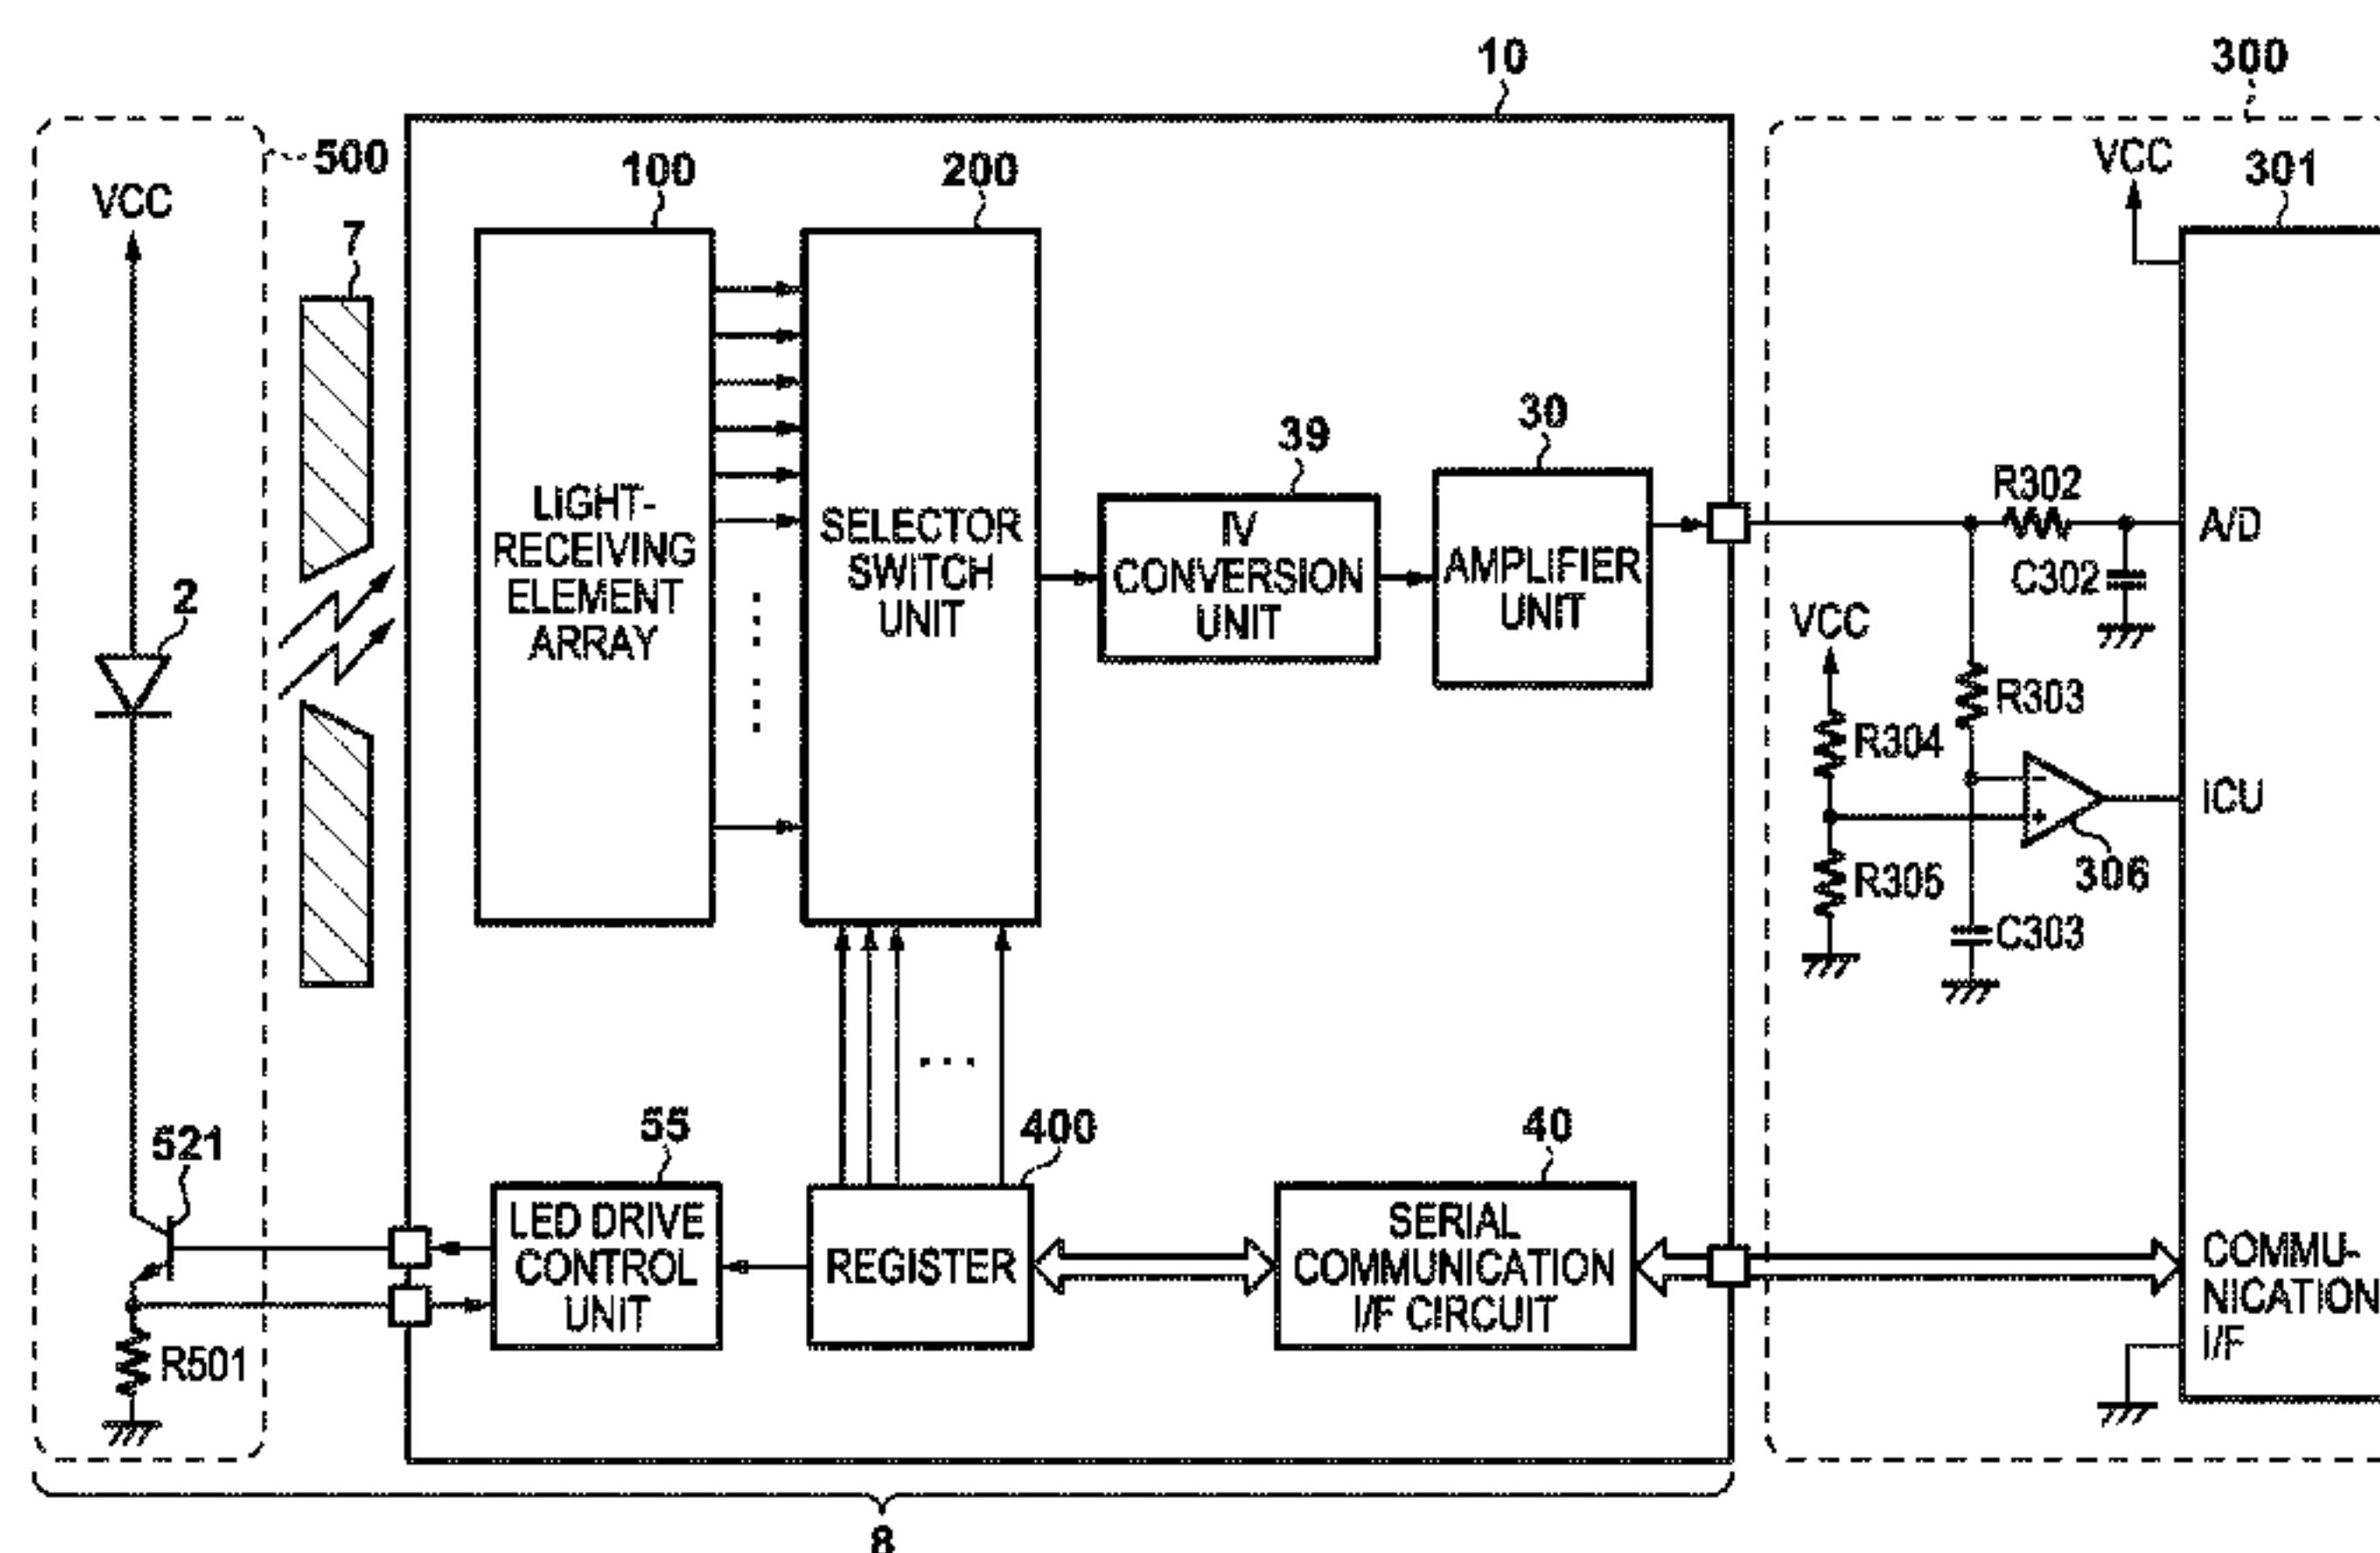 10
300
500
100
200
VCC
301
VCC
7
39
30
R302
LIGHT-
RECEIVING
ELEMENT
ARRAY
SELECTOR
SWITCH
UNIT
IV
CONVERSION
UNIT
AMPLIFIER
UNIT
A/D
C302
2
VCC
R303
R304
ICU
R305
306
C303
521
55
400
40
LED DRIVE
CONTROL
UNIT
REGISTER
SERIAL
COMMUNICATION
I/F CIRCUIT
COMMU-
NICATION
I/F
R501
8